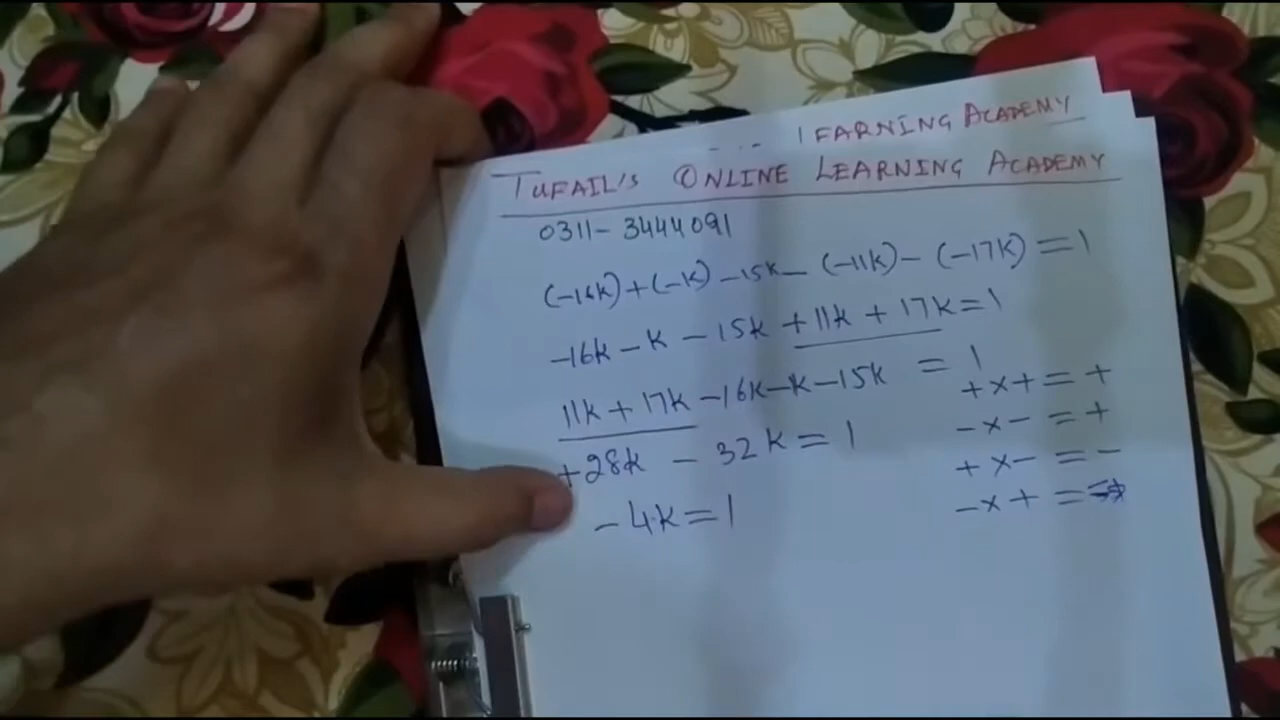 LEARNING ACADEMY
TUFAIL'S ONLINE LEARNING ACADEMY
0311-3444091
(-16k)+(-k)-15k-(-11k)-(-17k)=1
-16k-k-15k+11k+17k=1
11k+17k-16k-k-15k=1
+28k-32k=1
-4k=1
+x+=+
-x-=+
+x-=-
-x+=